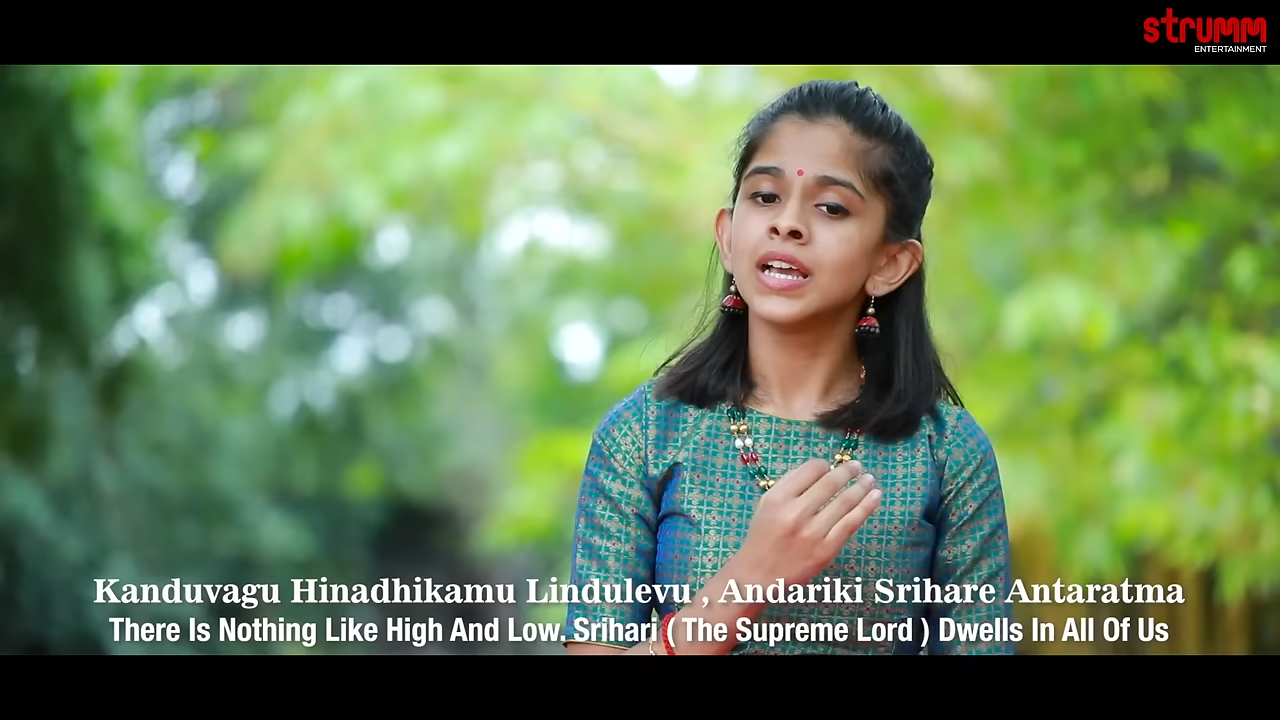 strumm
ENTERTAINMENT
Kanduvagu Hinadhikamu Lindulevu , Andariki Srihare Antaratma
There Is Nothing Like High And Low. Srihari ( The Supreme Lord ) Dwells In All Of Us